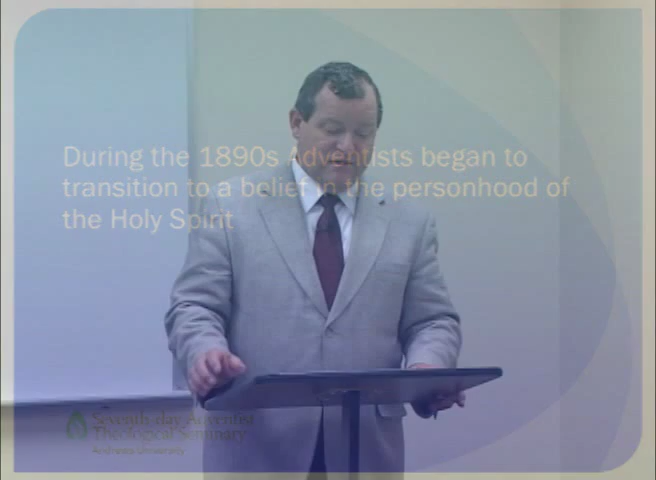 During the 1890s Adventists began to
transition to a belief in the personhood of
the Holy Spirit
Seventh-day Adventist
Theological Seminary
Andrews University